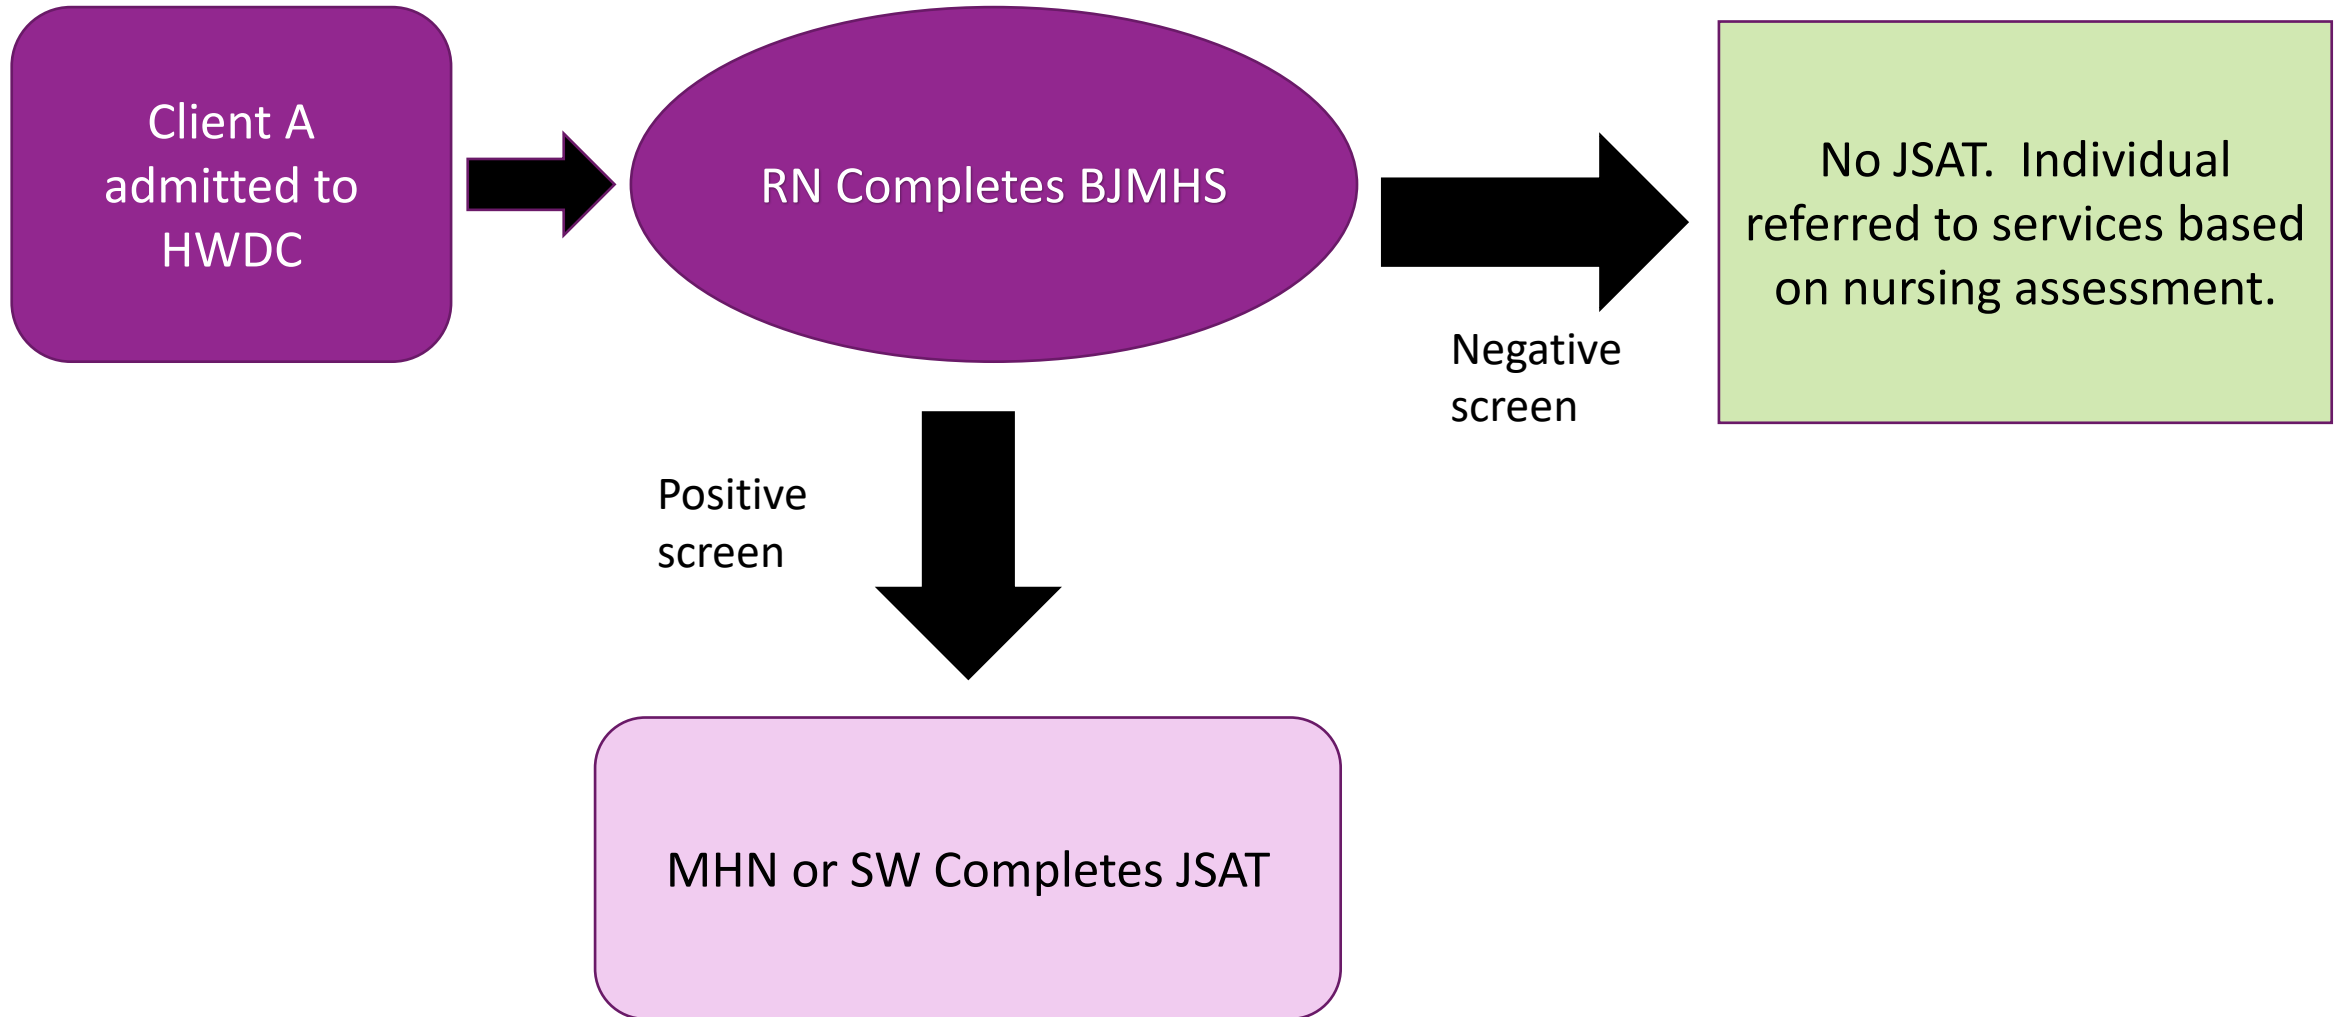 Client A
admitted to
HWDC
RN Completes BJMHS
No JSAT.  Individual
referred to services based
on nursing assessment.
Negative
screen
Positive
screen
MHN or SW Completes JSAT